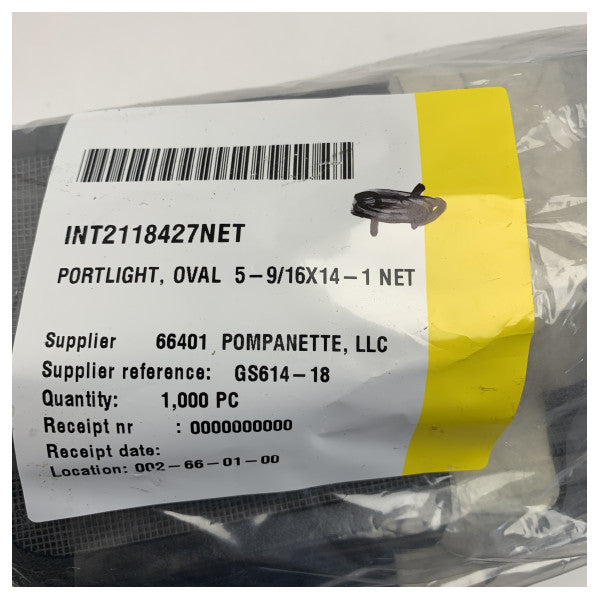 INT2118427NET
PORTLIGHT, OVAL 5-9/16X14-1 NET
Supplier 66401 POMPANETTE, LLC
Supplier reference: GS614-18
Quantity: 1,000 PC
Receipt nr : 0000000000
Receipt date:
Location: 002-66-01-00